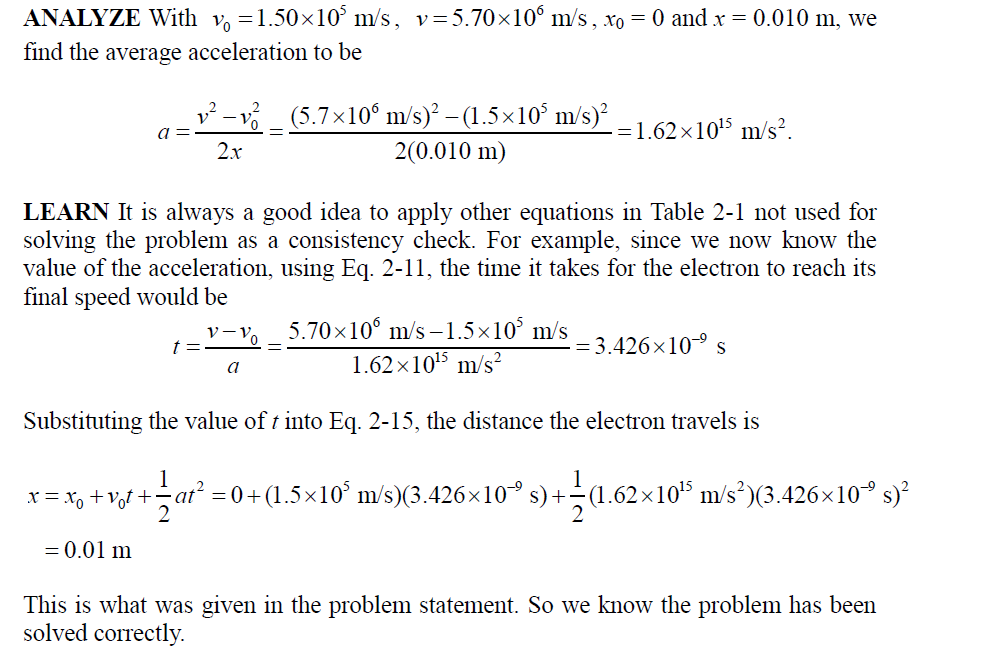 ANALYZE With v₀ = 1.50×10⁵ m/s, v = 5.70×10⁶ m/s, x₀ = 0 and x = 0.010 m, we
find the average acceleration to be
a = (v² − v₀²)/(2x) = ((5.7×10⁶ m/s)² − (1.5×10⁵ m/s)²)/(2(0.010 m)) = 1.62×10¹⁵ m/s².
LEARN It is always a good idea to apply other equations in Table 2-1 not used for
solving the problem as a consistency check. For example, since we now know the
value of the acceleration, using Eq. 2-11, the time it takes for the electron to reach its
final speed would be
t = (v − v₀)/a = (5.70×10⁶ m/s − 1.5×10⁵ m/s)/(1.62×10¹⁵ m/s²) = 3.426×10⁻⁹ s
Substituting the value of t into Eq. 2-15, the distance the electron travels is
x = x₀ + v₀t + ½at² = 0 + (1.5×10⁵ m/s)(3.426×10⁻⁹ s) + ½(1.62×10¹⁵ m/s²)(3.426×10⁻⁹ s)²
= 0.01 m
This is what was given in the problem statement. So we know the problem has been
solved correctly.